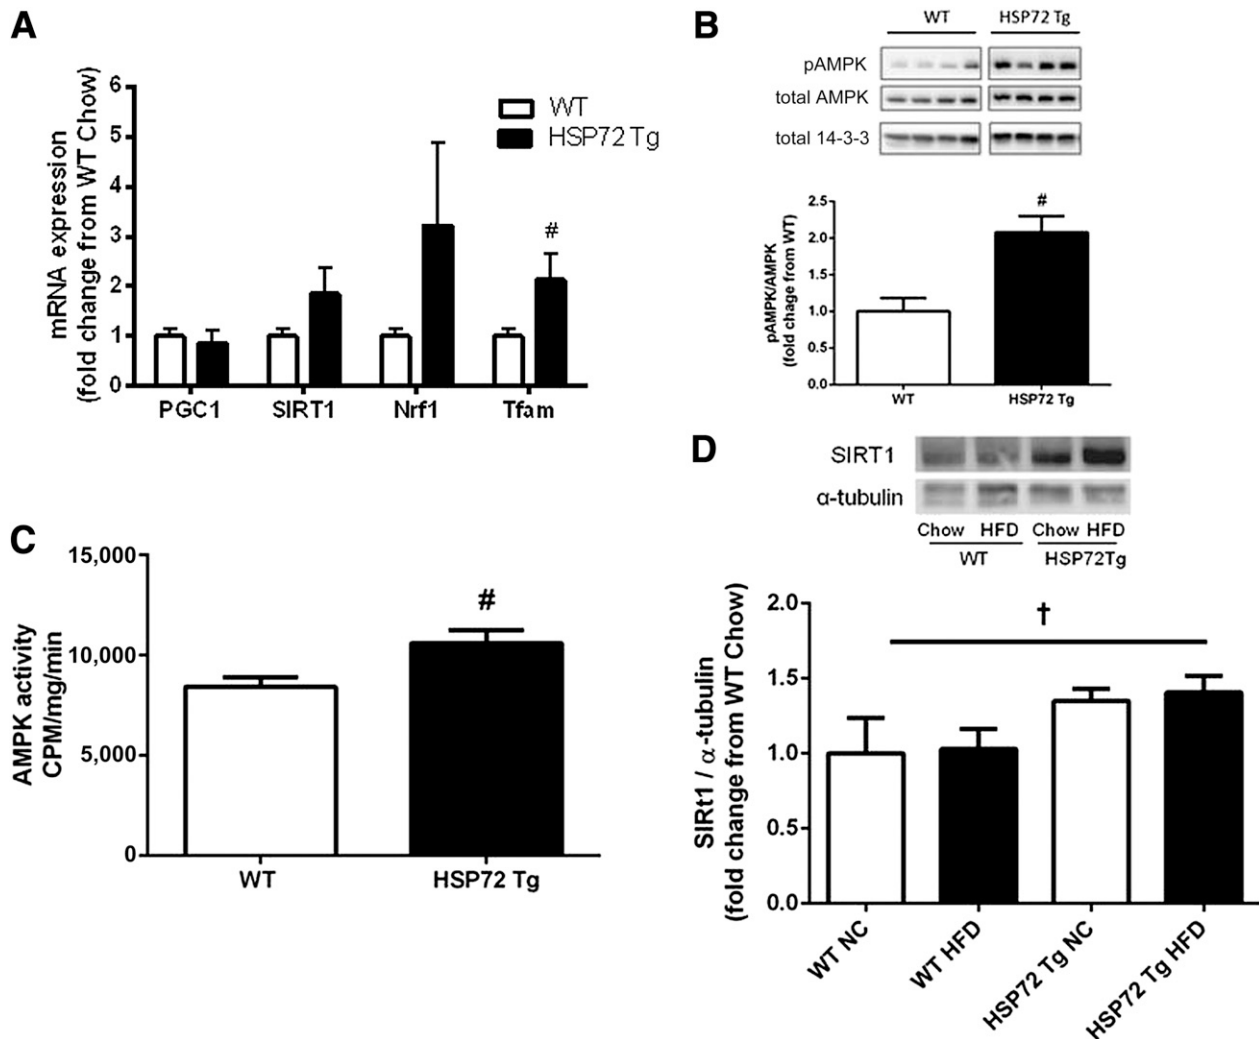 A
mRNA expression
(fold change from WT Chow)
6
5
4
3
2
1
0
WT
HSP72 Tg
#
PGC1 SIRT1 Nrf1 Tfam
B
WT HSP72 Tg
pAMPK
total AMPK
total 14-3-3
pAMPK/AMPK
(fold chage from WT)
2.5
2.0
1.5
1.0
0.5
0.0
#
WT HSP72 Tg
C
AMPK activity
CPM/mg/min
15,000
10,000
5,000
0
#
WT HSP72 Tg
D
SIRT1
α-tubulin
Chow HFD Chow HFD
WT HSP72Tg
SIRt1 / α-tubulin
(fold change from WT Chow)
2.0
1.5
1.0
0.5
0.0
†
WT NC
WT HFD
HSP72 Tg NC
HSP72 Tg HFD